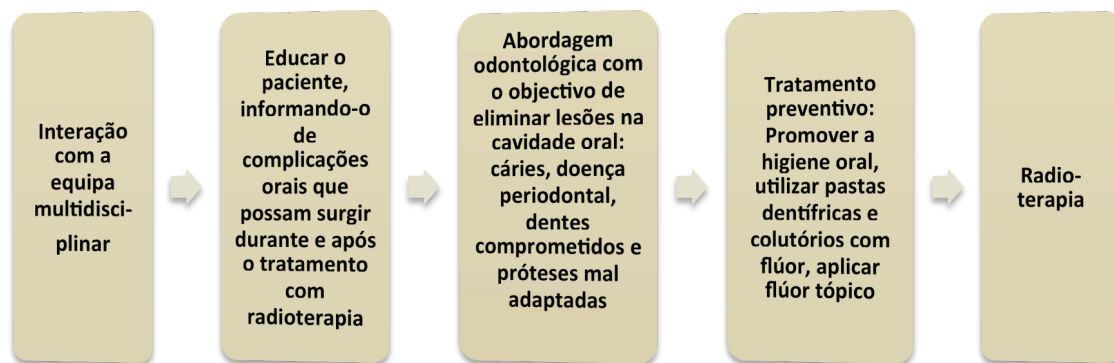 Interação
com a
equipa
multidisci-
plinar
Educar o
paciente,
informando-o
de
complicações
orais que
possam surgir
durante e após
o tratamento
com
radioterapia
Abordagem
odontológica com
o objectivo de
eliminar lesões na
cavidade oral:
cáries, doença
periodontal,
dentes
comprometidos e
próteses mal
adaptadas
Tratamento
preventivo:
Promover a
higiene oral,
utilizar pastas
dentífricas e
colutórios com
flúor, aplicar
flúor tópico
Radio-
terapia